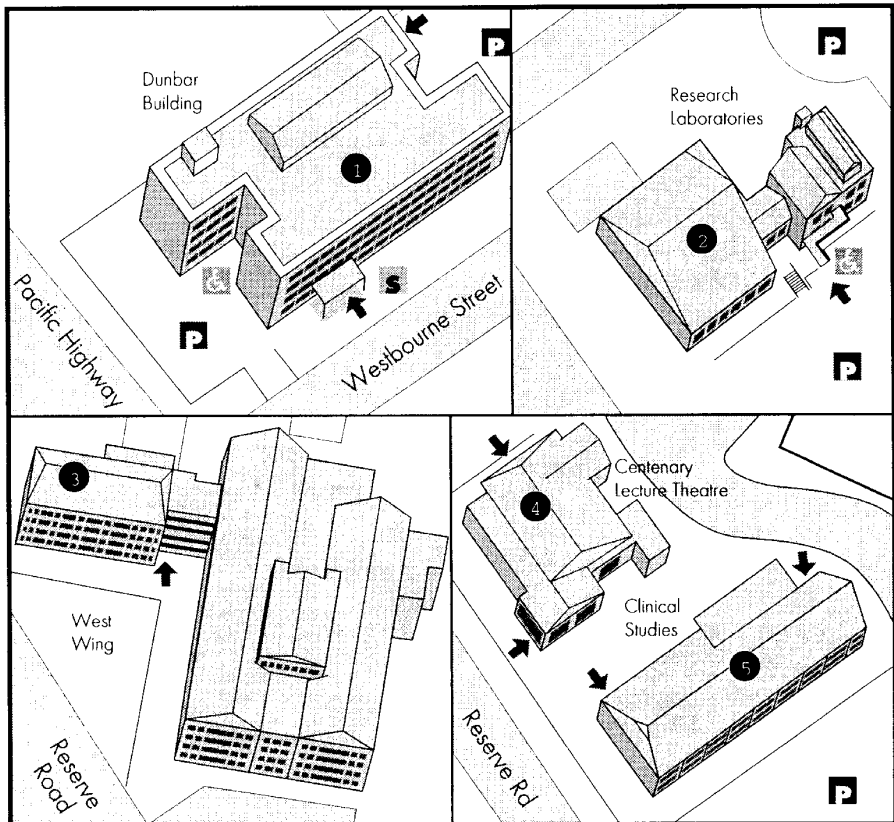 P
Dunbar
Building
1
S
P
Pacific Highway
Westbourne Street
P
Research
Laboratories
2
P
3
West
Wing
Reserve
Road
4
Centenary
Lecture Theatre
Clinical
Studies
5
Reserve Rd
P